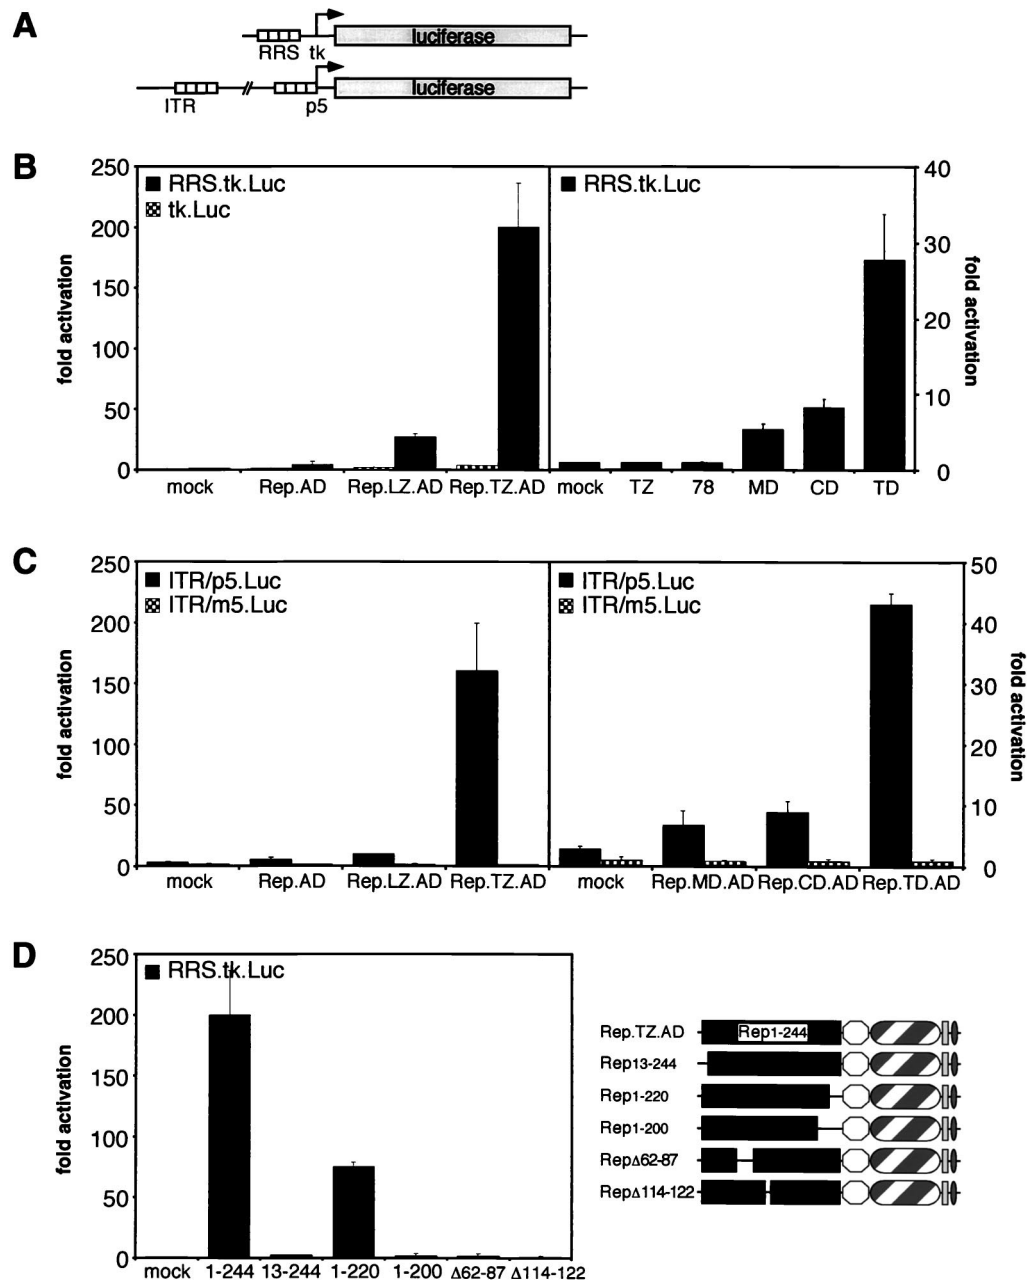 A
luciferase
RRS tk
luciferase
ITR
p5
B
250
200
150
100
50
0
fold activation
RRS.tk.Luc
tk.Luc
mock Rep.AD Rep.LZ.AD Rep.TZ.AD
RRS.tk.Luc
mock TZ 78 MD CD TD
40
30
20
10
0
fold activation
C
250
200
150
100
50
0
fold activation
ITR/p5.Luc
ITR/m5.Luc
mock Rep.AD Rep.LZ.AD Rep.TZ.AD
ITR/p5.Luc
ITR/m5.Luc
mock Rep.MD.AD Rep.CD.AD Rep.TD.AD
50
40
30
20
10
0
fold activation
D
250
200
150
100
50
0
fold activation
RRS.tk.Luc
mock 1-244 13-244 1-220 1-200 Δ62-87 Δ114-122
Rep.TZ.AD Rep1-244
Rep13-244
Rep1-220
Rep1-200
RepΔ62-87
RepΔ114-122